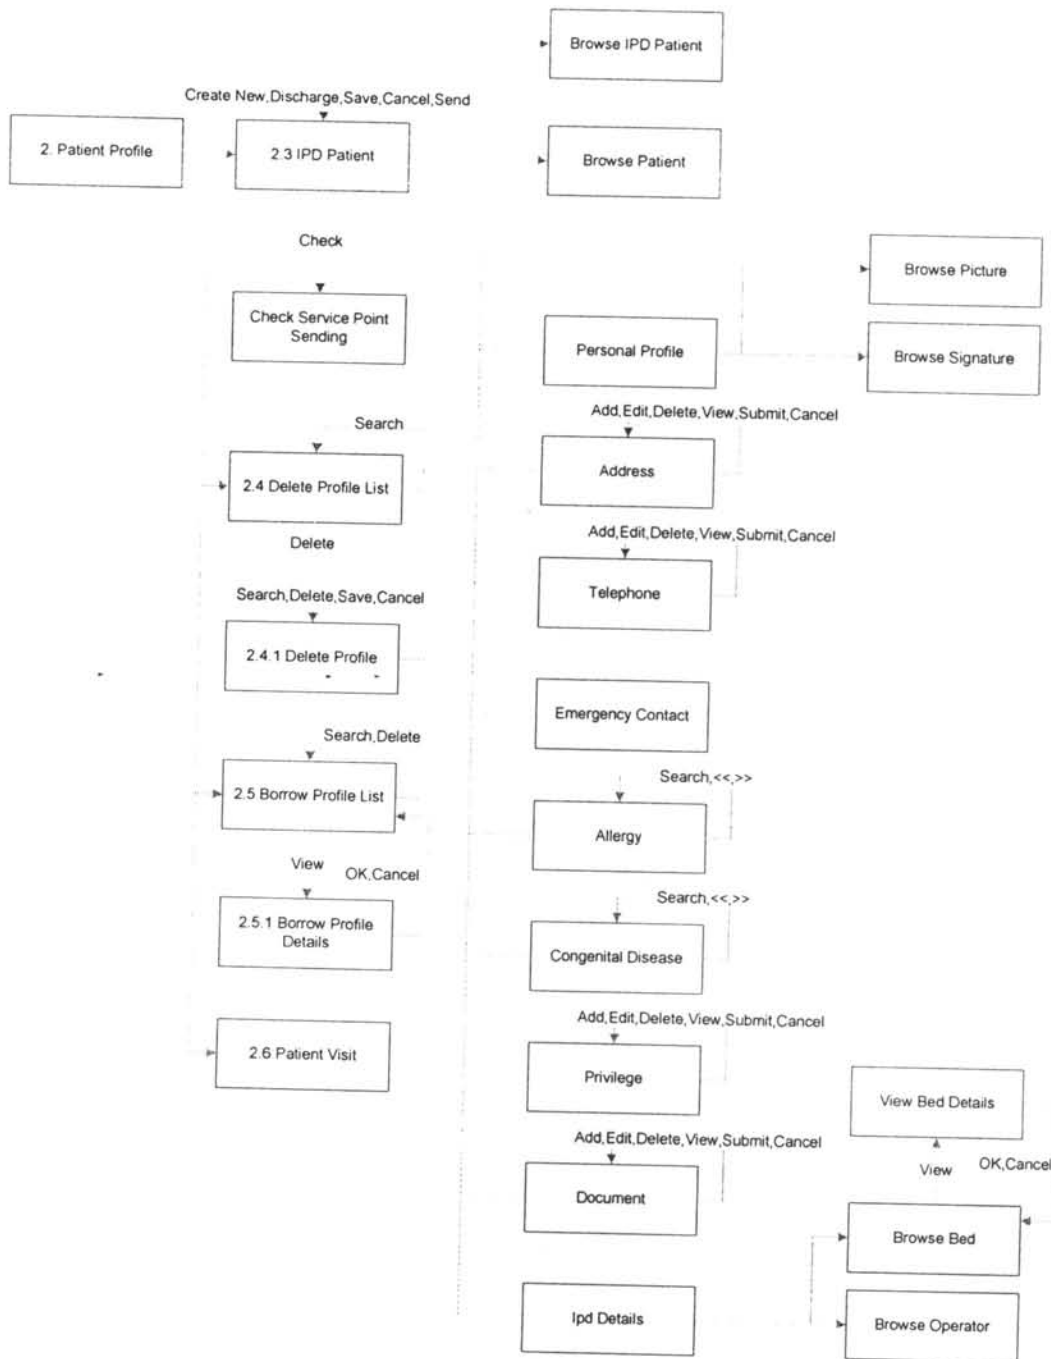 Browse IPD Patient
Create New,Discharge,Save,Cancel,Send
2. Patient Profile
2.3 IPD Patient
Browse Patient
Check
Browse Picture
Check Service Point
Sending
Personal Profile
Browse Signature
Add,Edit,Delete,View,Submit,Cancel
Search
Address
2.4 Delete Profile List
Delete
Add,Edit,Delete,View,Submit,Cancel
Telephone
Search,Delete,Save,Cancel
2.4.1 Delete Profile
Emergency Contact
Search,Delete
Search,<<,>>
2.5 Borrow Profile List
Allergy
View
OK,Cancel
Search,<<,>>
2.5.1 Borrow Profile
Details
Congenital Disease
Add,Edit,Delete,View,Submit,Cancel
2.6 Patient Visit
Privilege
View Bed Details
Add,Edit,Delete,View,Submit,Cancel
View
OK,Cancel
Document
Browse Bed
Ipd Details
Browse Operator